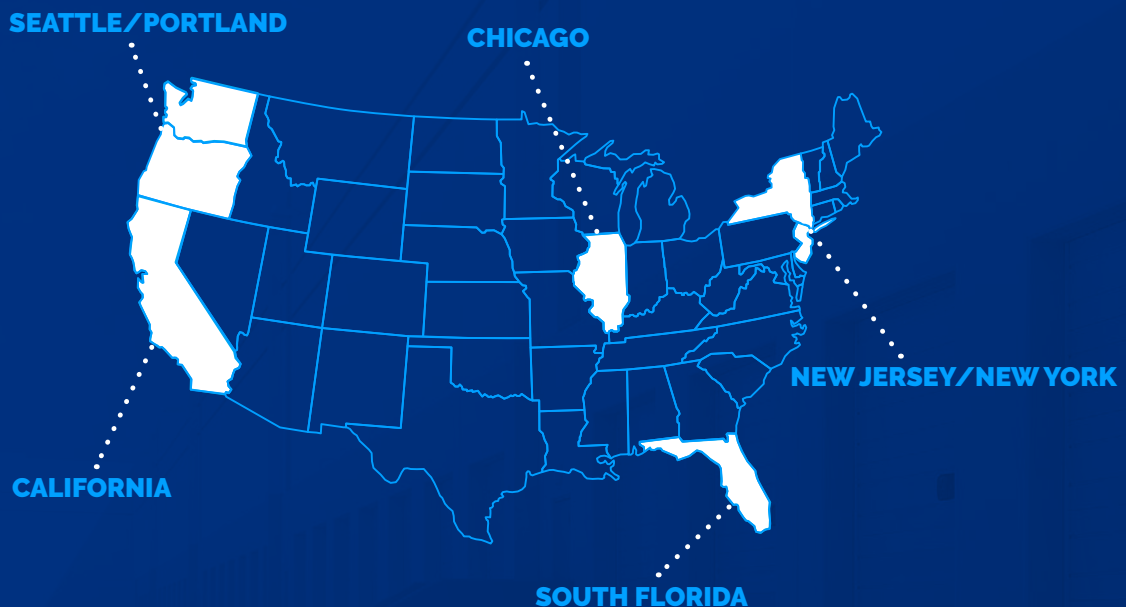 SEATTLE/PORTLAND
CHICAGO
NEW JERSEY/NEW YORK
CALIFORNIA
SOUTH FLORIDA